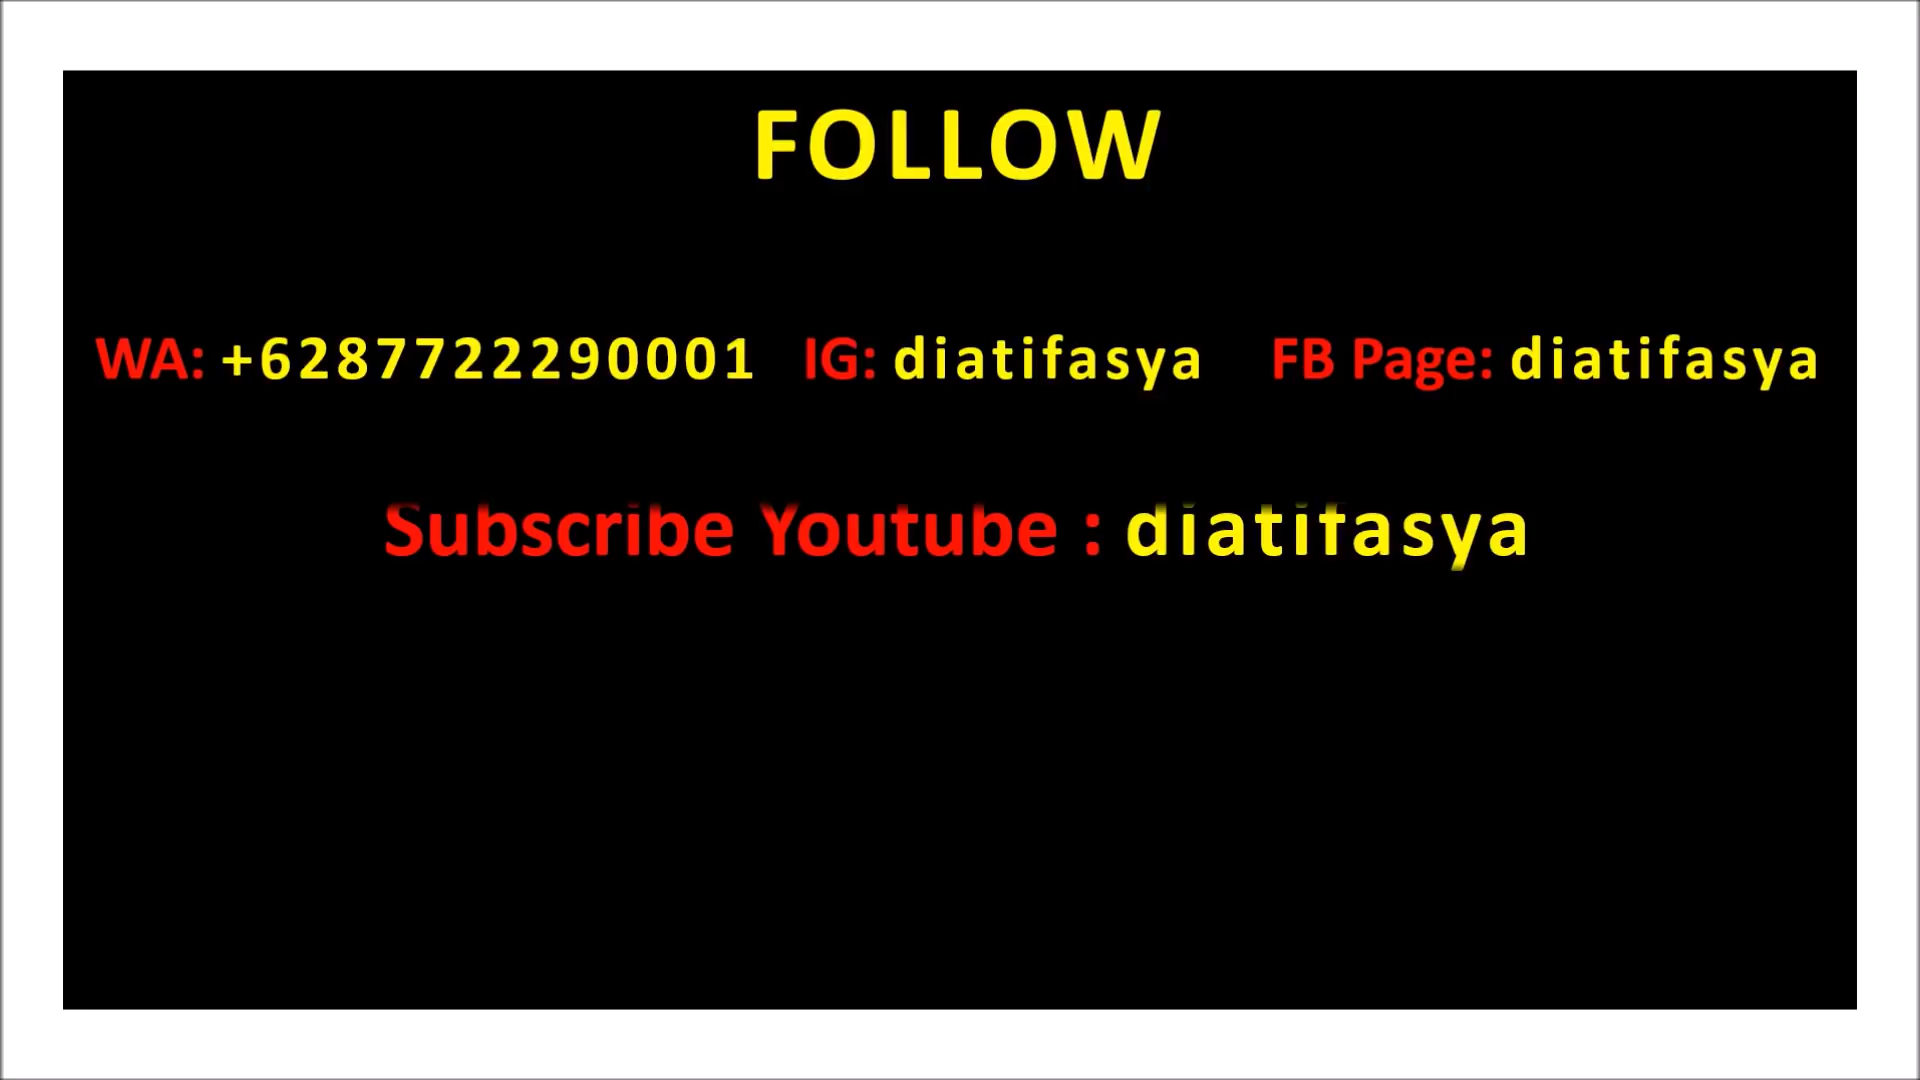 FOLLOW
WA: +6287722290001 IG: diatifasya FB Page: diatifasya
Subscribe Youtube : diatifasya